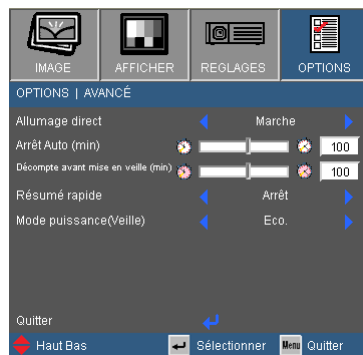 IMAGE AFFICHER REGLAGES OPTIONS
OPTIONS | AVANCÉ
Allumage direct Marche
Arrêt Auto (min) 100
Décompte avant mise en veille (min) 100
Résumé rapide Arrêt
Mode puissance(Veille) Eco.
Quitter
Haut Bas Sélectionner Menu Quitter